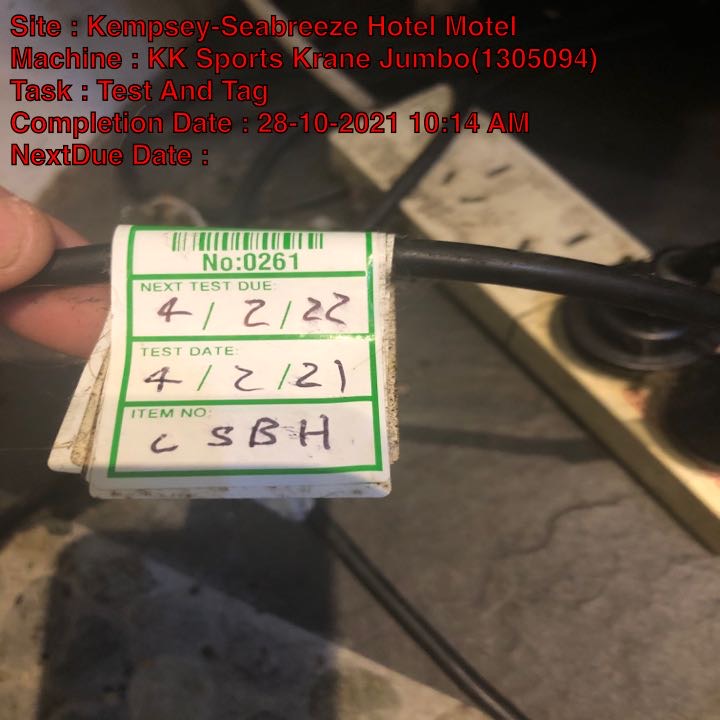 Site : Kempsey-Seabreeze Hotel Motel
Machine : KK Sports Krane Jumbo(1305094)
Task : Test And Tag
Completion Date : 28-10-2021 10:14 AM
NextDue Date :
No:0261
NEXT TEST DUE:
4/2/22
TEST DATE:
4/2/21
ITEM NO:
C SBH